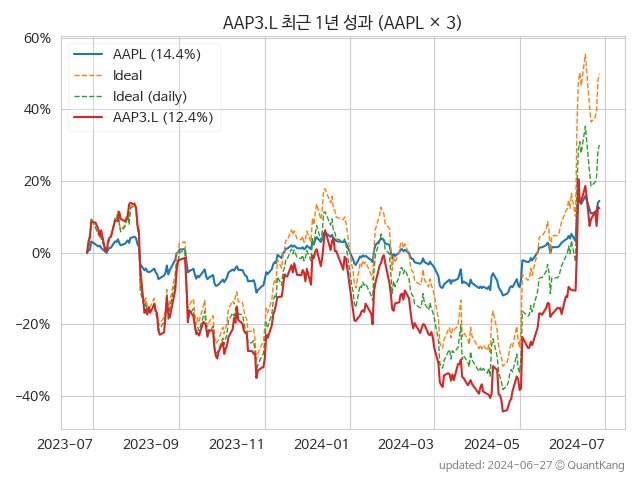 AAP3.L 최근 1년 성과 (AAPL × 3)
60%
40%
20%
0%
−20%
−40%
AAPL (14.4%)
Ideal
Ideal (daily)
AAP3.L (12.4%)
2023-07 2023-09 2023-11 2024-01 2024-03 2024-05 2024-07
updated: 2024-06-27 © QuantKang